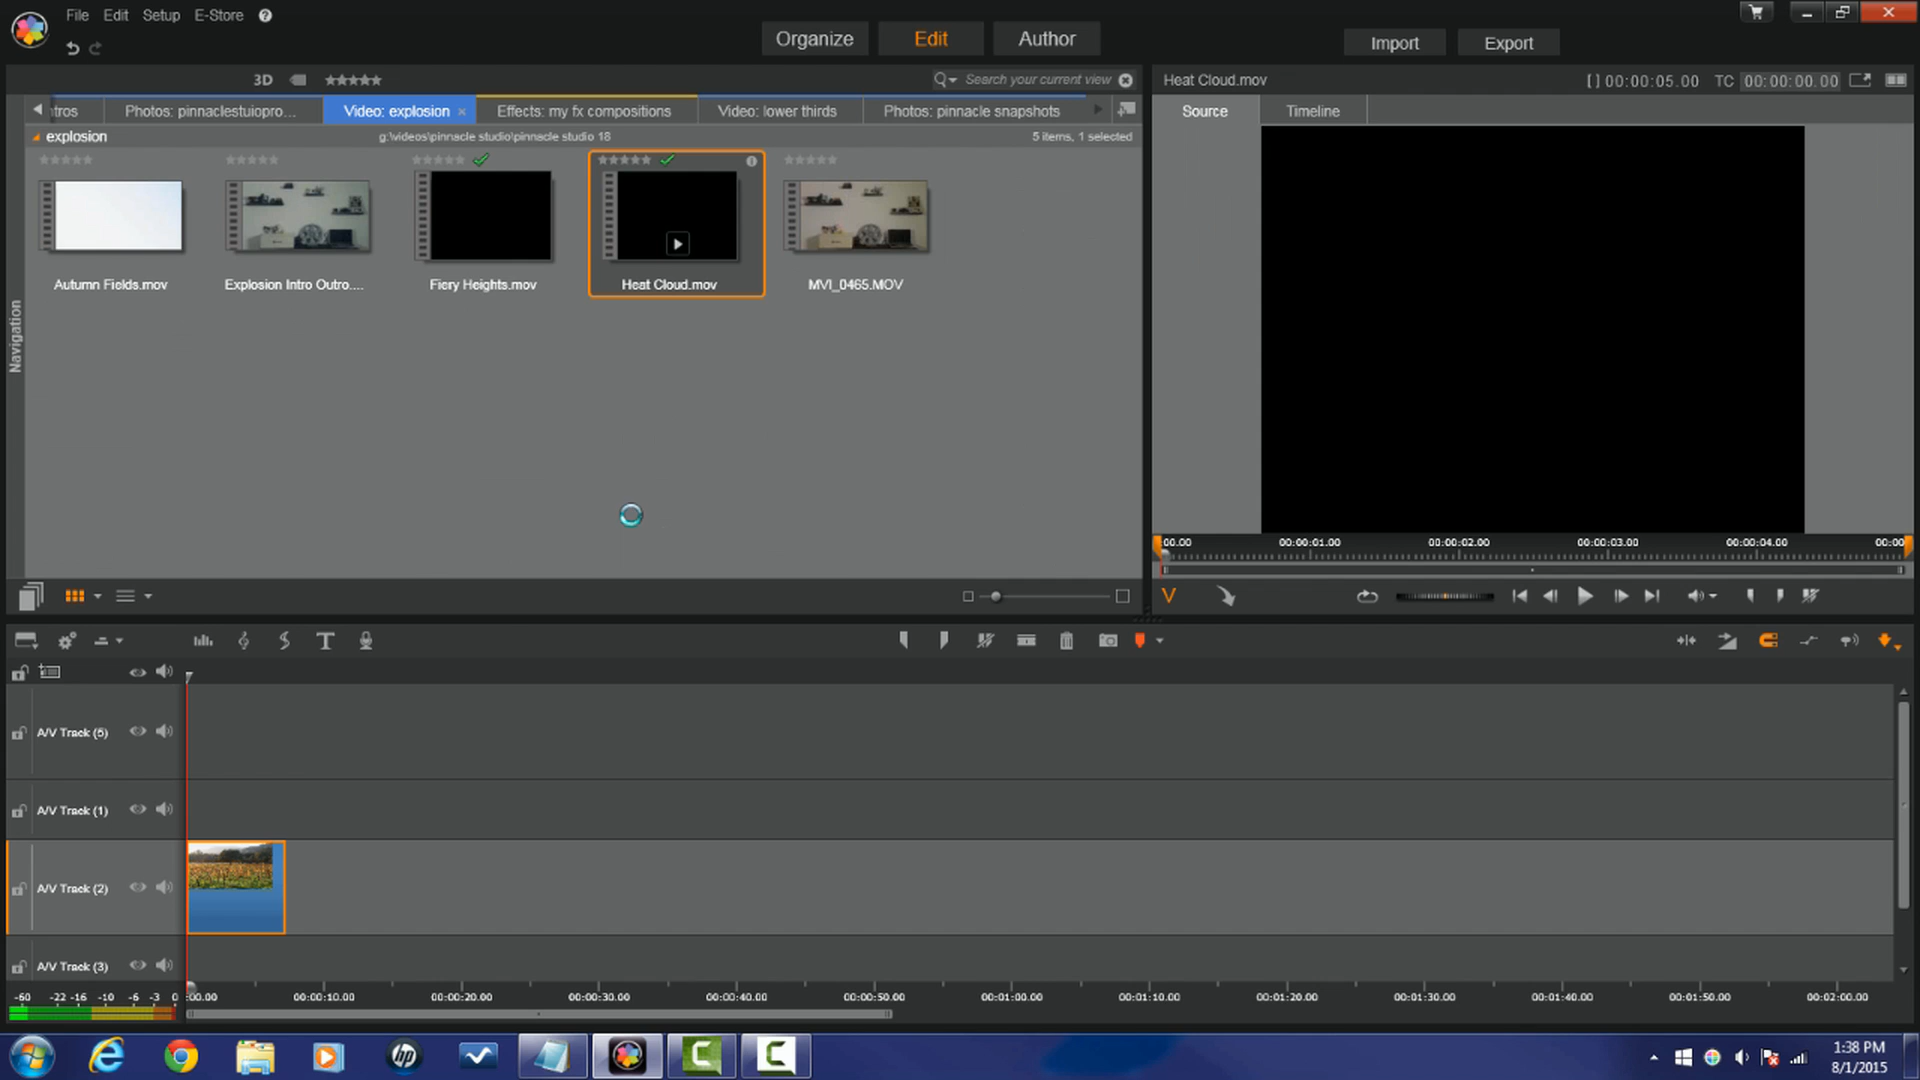 File Edit Setup E-Store ?
Organize Edit Author
Import Export
3D
Search your current view
Heat Cloud.mov
[ ] 00:00:05.00 TC 00:00:00.00
ntros
Photos: pinnaclestuiopro...
Video: explosion ×
Effects: my fx compositions
Video: lower thirds
Photos: pinnacle snapshots
Source Timeline
explosion
g:\videos\pinnacle studio\pinnacle studio 18
5 items, 1 selected
Autumn Fields.mov
Explosion Intro Outro....
Fiery Heights.mov
Heat Cloud.mov
MVI_0465.MOV
Navigation
00.00 00:00:01.00 00:00:02.00 00:00:03.00 00:00:04.00 00:00
V
T
A/V Track (5)
A/V Track (1)
A/V Track (2)
A/V Track (3)
-60 -22 -16 -10 -6 -3 0
:00.00 00:00:10.00 00:00:20.00 00:00:30.00 00:00:40.00 00:00:50.00 00:01:00.00 00:01:10.00 00:01:20.00 00:01:30.00 00:01:40.00 00:01:50.00 00:02:00.00
hp
1:38 PM
8/1/2015